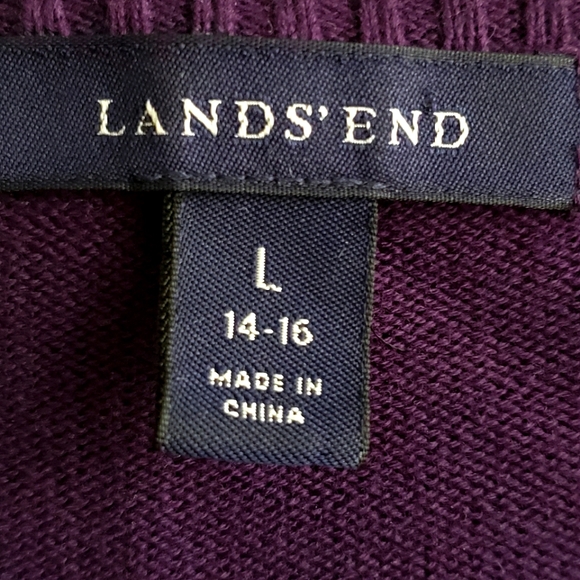 LANDS' END
L
14-16
MADE IN
CHINA